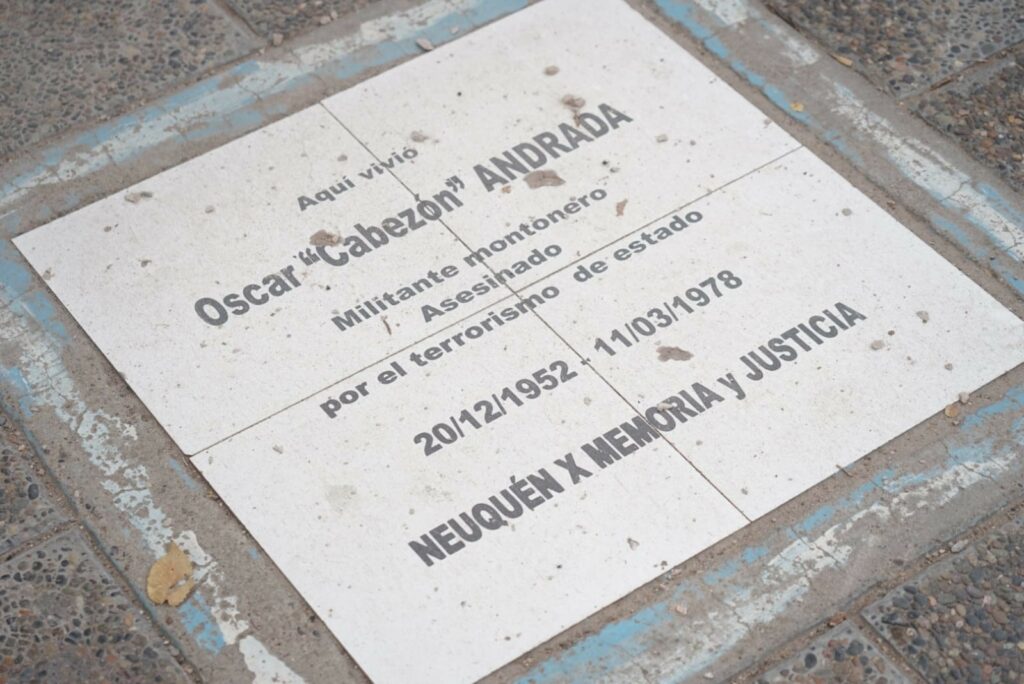 Aquí vivió
Oscar “Cabezón” ANDRADA
Militante montonero
Asesinado
por el terrorismo de estado
20/12/1952 - 11/03/1978
NEUQUÉN X MEMORIA y JUSTICIA